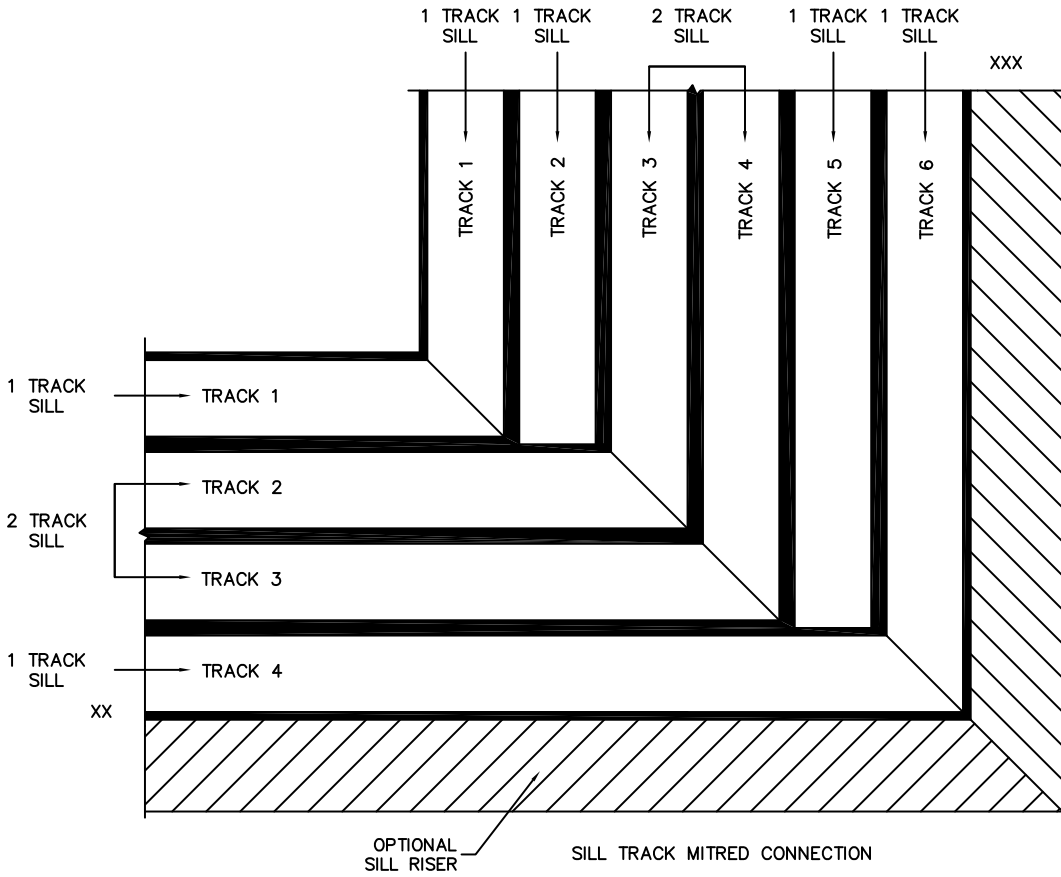 1 TRACK
SILL
1 TRACK
SILL
2 TRACK
SILL
1 TRACK
SILL
1 TRACK
SILL
XXX
TRACK 1
TRACK 2
TRACK 3
TRACK 4
TRACK 5
TRACK 6
1 TRACK
SILL
TRACK 1
TRACK 2
2 TRACK
SILL
TRACK 3
1 TRACK
SILL
TRACK 4
XX
OPTIONAL
SILL RISER
SILL TRACK MITRED CONNECTION